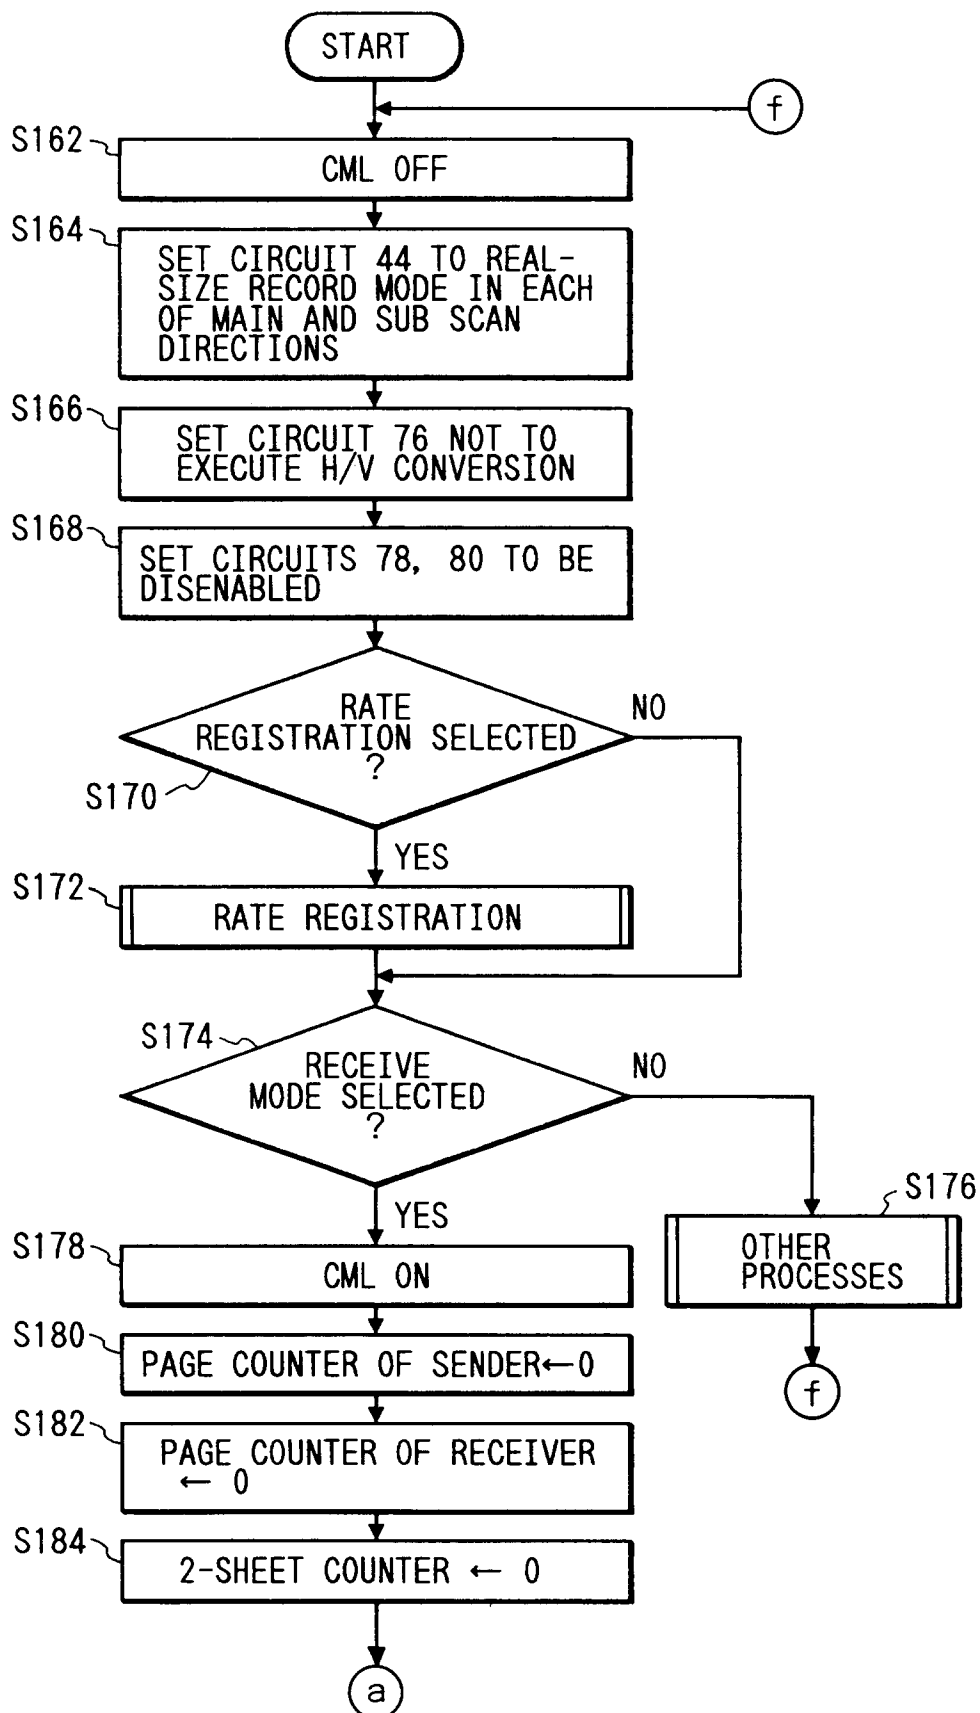 START
f
S162
CML OFF
S164
SET CIRCUIT 44 TO REAL-
SIZE RECORD MODE IN EACH
OF MAIN AND SUB SCAN
DIRECTIONS
S166
SET CIRCUIT 76 NOT TO
EXECUTE H/V CONVERSION
S168
SET CIRCUITS 78, 80 TO BE
DISENABLED
RATE
REGISTRATION SELECTED
?
NO
S170
YES
S172
RATE REGISTRATION
S174
RECEIVE
MODE SELECTED
?
NO
YES
S176
OTHER
PROCESSES
f
S178
CML ON
S180
PAGE COUNTER OF SENDER←0
S182
PAGE COUNTER OF RECEIVER
← 0
S184
2-SHEET COUNTER ← 0
a